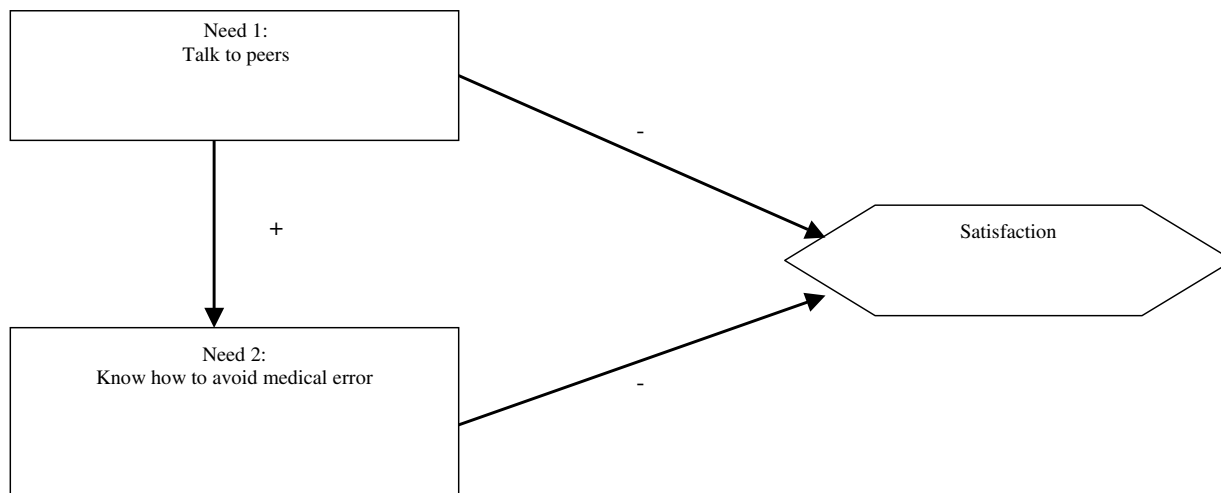 Need 1:
Talk to peers
-
Satisfaction
+
Need 2:
Know how to avoid medical error
-